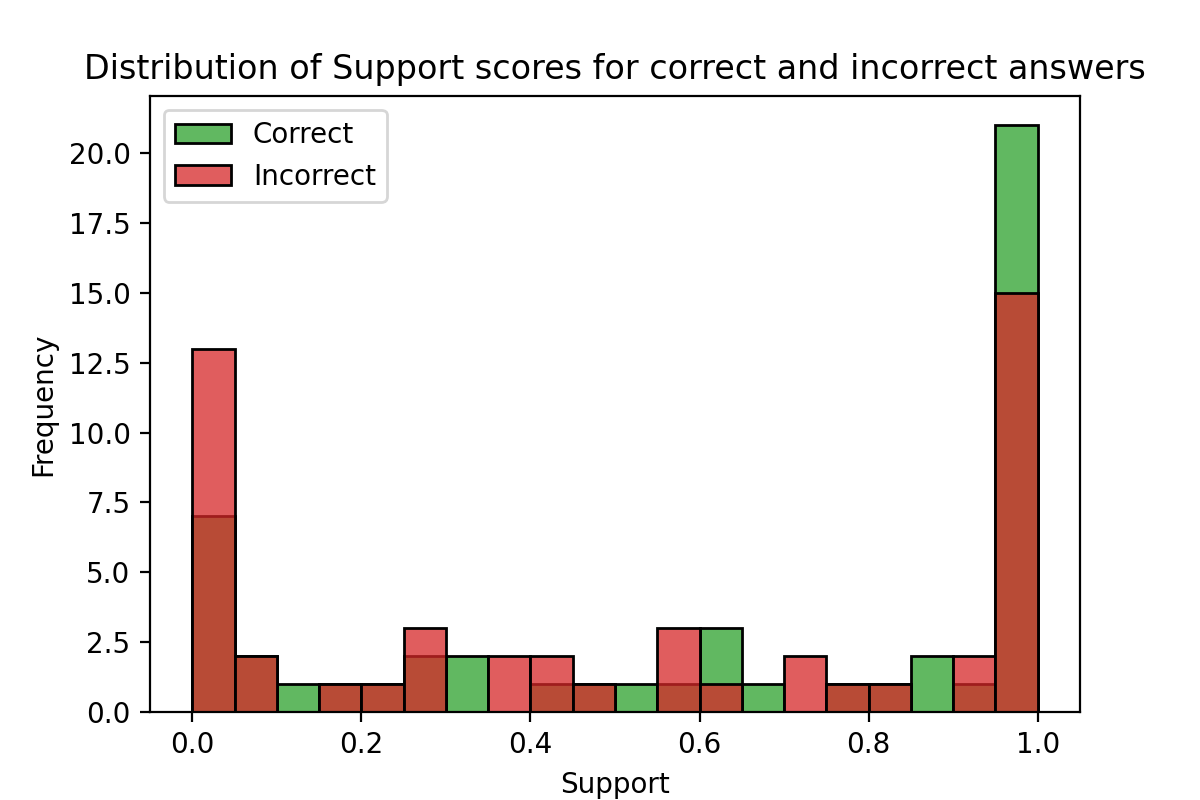 Distribution of Support scores for correct and incorrect answers
Correct
Incorrect
Frequency
20.0
17.5
15.0
12.5
10.0
7.5
5.0
2.5
0.0
0.0 0.2 0.4 0.6 0.8 1.0
Support